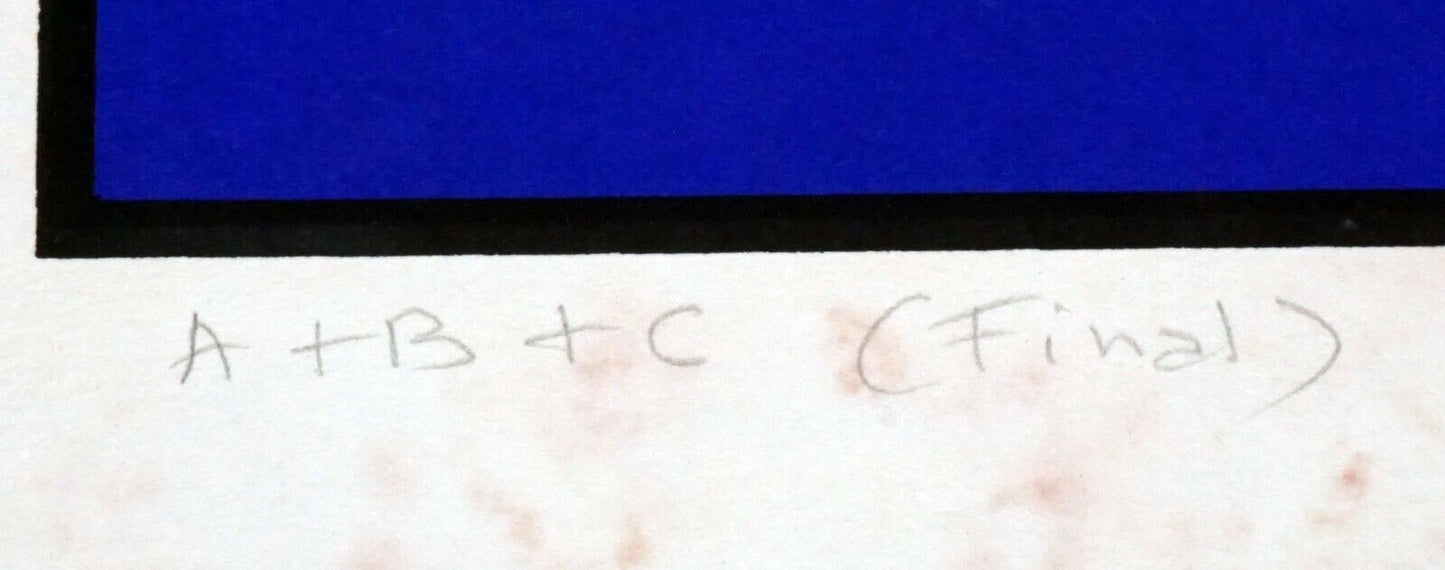 A + B + C (Final)